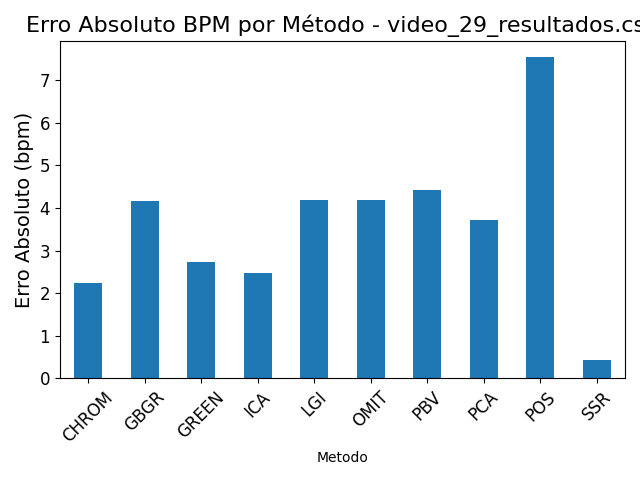 Erro Absoluto BPM por Método - video_29_resultados.cs
Erro Absoluto (bpm)
7
6
5
4
3
2
1
0
CHROM GBGR GREEN ICA LGI OMIT PBV PCA POS SSR
Metodo